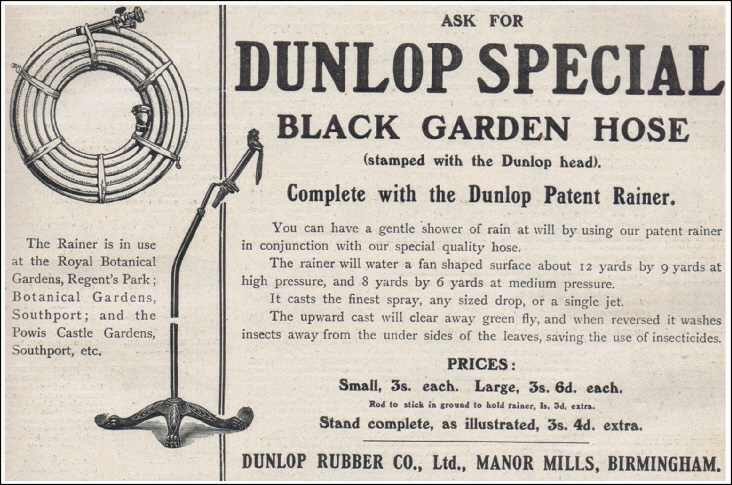 ASK FOR
DUNLOP SPECIAL
BLACK GARDEN HOSE
(stamped with the Dunlop head).
Complete with the Dunlop Patent Rainer.
You can have a gentle shower of rain at will by using our patent rainer
in conjunction with our special quality hose.
The rainer will water a fan shaped surface about 12 yards by 9 yards at
high pressure, and 8 yards by 6 yards at medium pressure.
It casts the finest spray, any sized drop, or a single jet.
The upward cast will clear away green fly, and when reversed it washes
insects away from the under sides of the leaves, saving the use of insecticides.
PRICES:
Small, 3s. each. Large, 3s. 6d. each.
Rod to stick in ground to hold rainer, 1s. 3d, extra.
Stand complete, as illustrated, 3s. 4d. extra.
DUNLOP RUBBER CO., Ltd., MANOR MILLS, BIRMINGHAM.
The Rainer is in use
at the Royal Botanical
Gardens, Regent's Park;
Botanical Gardens,
Southport; and the
Powis Castle Gardens,
Southport, etc.